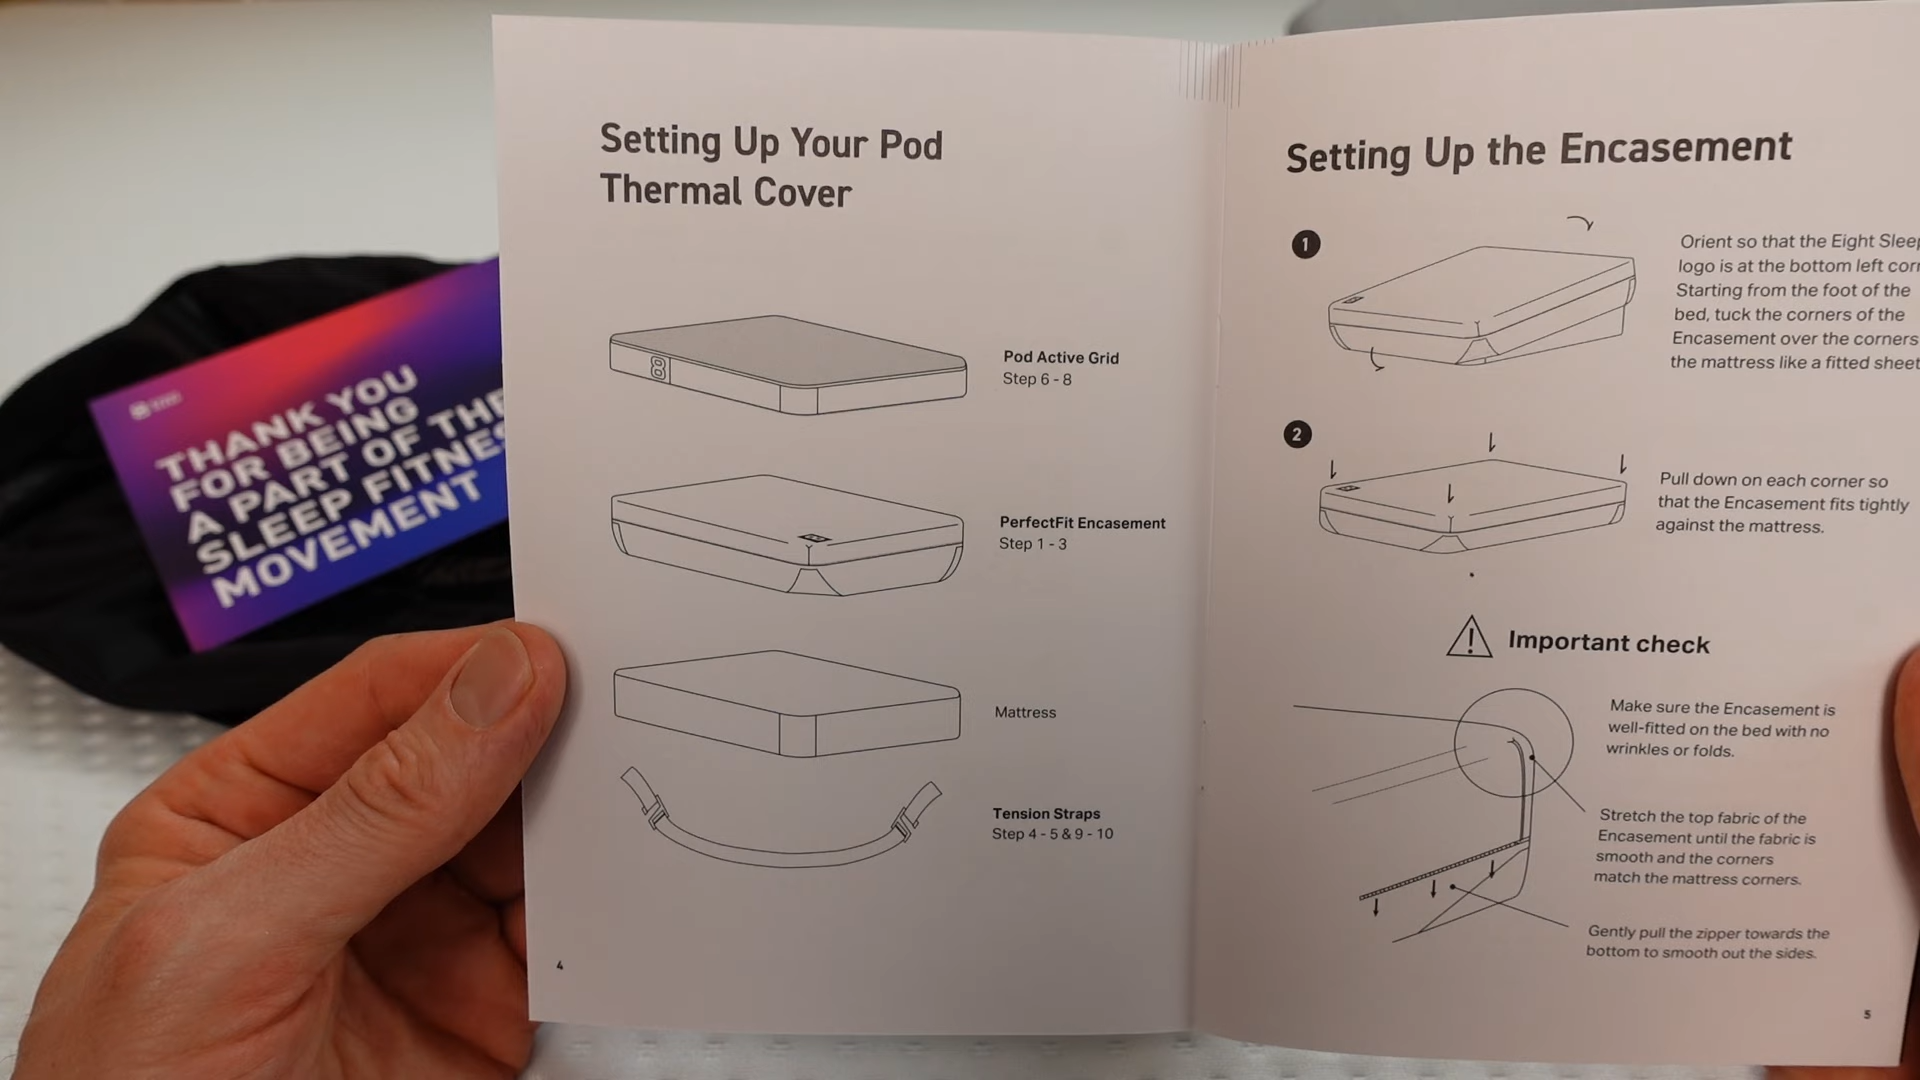 Setting Up Your Pod
Thermal Cover
8
Pod Active Grid
Step 6 - 8
PerfectFit Encasement
Step 1 - 3
Mattress
Tension Straps
Step 4 - 5 & 9 - 10
4
Setting Up the Encasement
1
Orient so that the Eight Sleep
logo is at the bottom left
Starting from the foot of the
bed, tuck the corners of the
Encasement over the corners
the mattress like a fitted sheet
2
Pull down on each corner so
that the Encasement fits tightly
against the mattress.
! Important check
Make sure the Encasement is
well-fitted on the bed with no
wrinkles or folds.
Stretch the top fabric of the
Encasement until the fabric is
smooth and the corners
match the mattress corners.
Gently pull the zipper towards the
bottom to smooth out the sides.
5
THANK YOU
FOR BEING
A PART OF THE
SLEEP FITNES
MOVEMENT